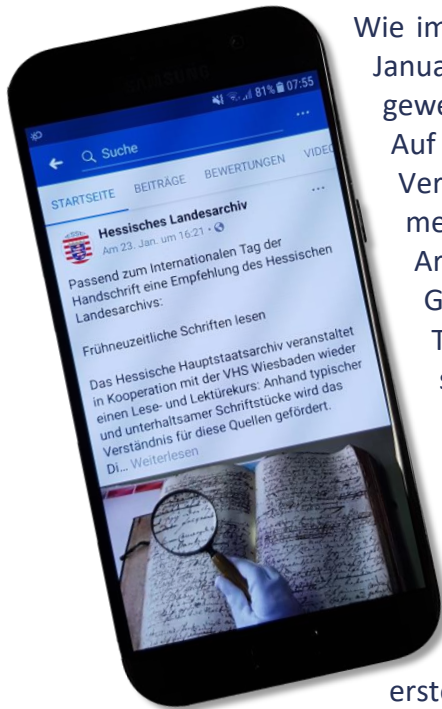 Wie im
Janua
gewe
Auf
Ver
me
Ar
G
T
s
erste
SAMSUNG
81% 07:55
Suche
STARTSEITE BEITRÄGE BEWERTUNGEN VIDEO
Hessisches Landesarchiv
Am 23. Jan. um 16:21 ·
Passend zum Internationalen Tag der
Handschrift eine Empfehlung des Hessischen
Landesarchivs:
Frühneuzeitliche Schriften lesen
Das Hessische Hauptstaatsarchiv veranstaltet
in Kooperation mit der VHS Wiesbaden wieder
einen Lese- und Lektürekurs: Anhand typischer
und unterhaltsamer Schriftstücke wird das
Verständnis für diese Quellen gefördert.
Di... Weiterlesen